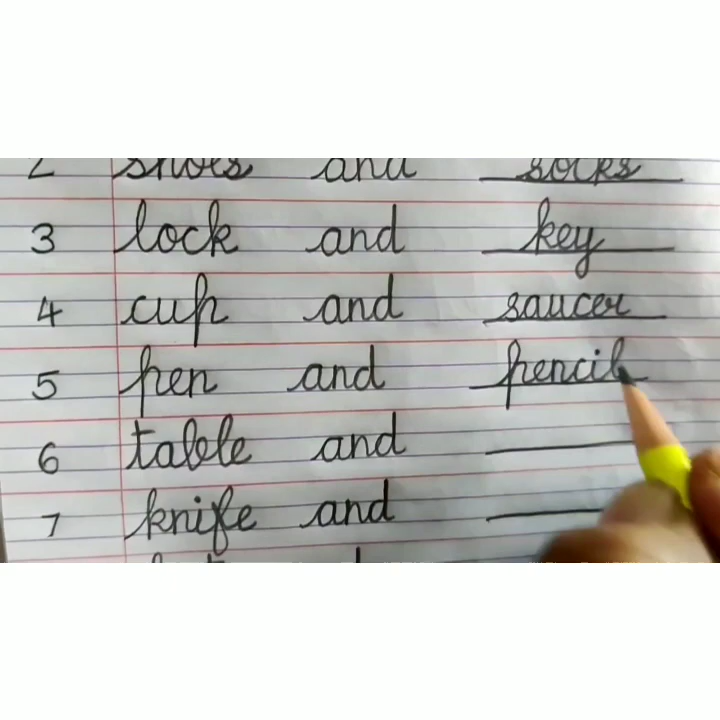 2 shoes and socks
3 lock and key
4 cup and saucer
5 pen and pencil
6 table and
7 knife and